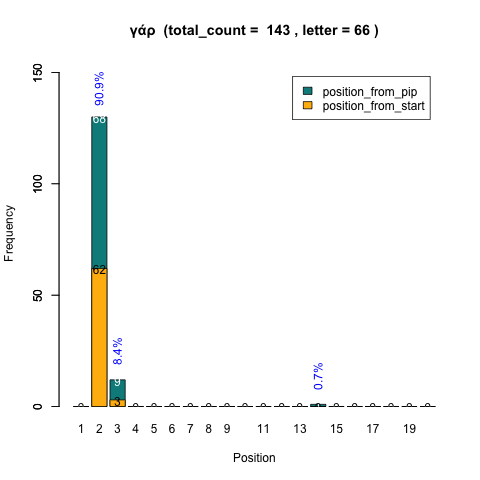 γάρ (total_count = 143 , letter = 66 )
position_from_pip
position_from_start
Frequency
0
50
100
150
90.9%
68
62
8.4%
9
3
0.7%
1 2 3 4 5 6 7 8 9 11 13 15 17 19
Position